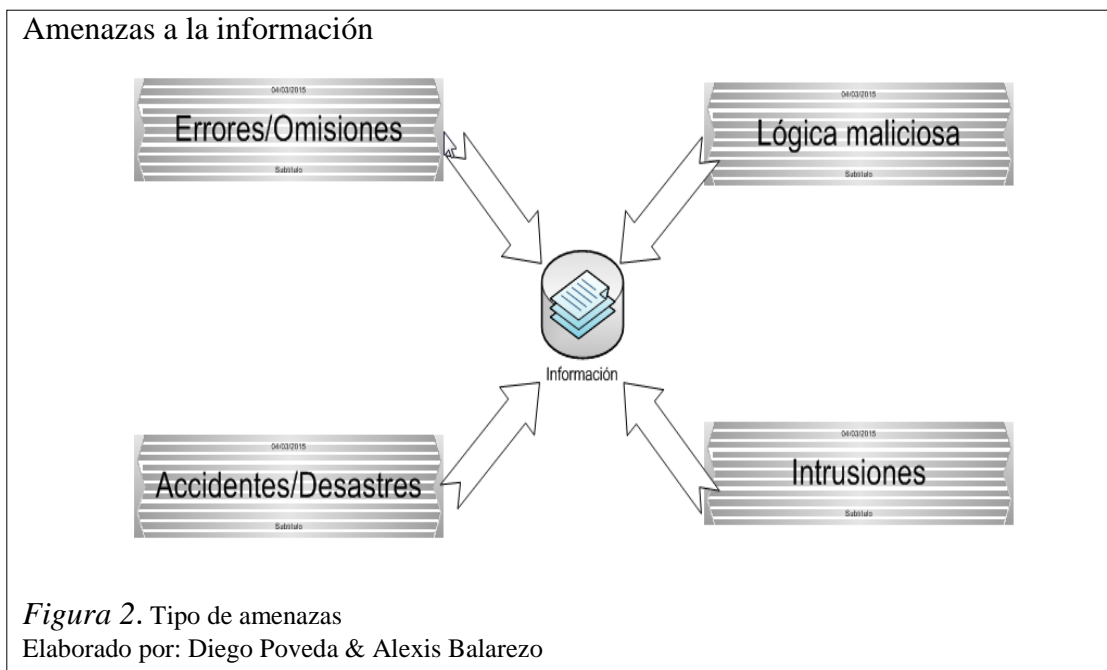 Amenazas a la información
04/03/2015
Errores/Omisiones
Subtítulo
04/03/2015
Lógica maliciosa
Subtítulo
Información
04/03/2015
Accidentes/Desastres
Subtítulo
04/03/2015
Intrusiones
Subtítulo
Figura 2. Tipo de amenazas
Elaborado por: Diego Poveda & Alexis Balarezo